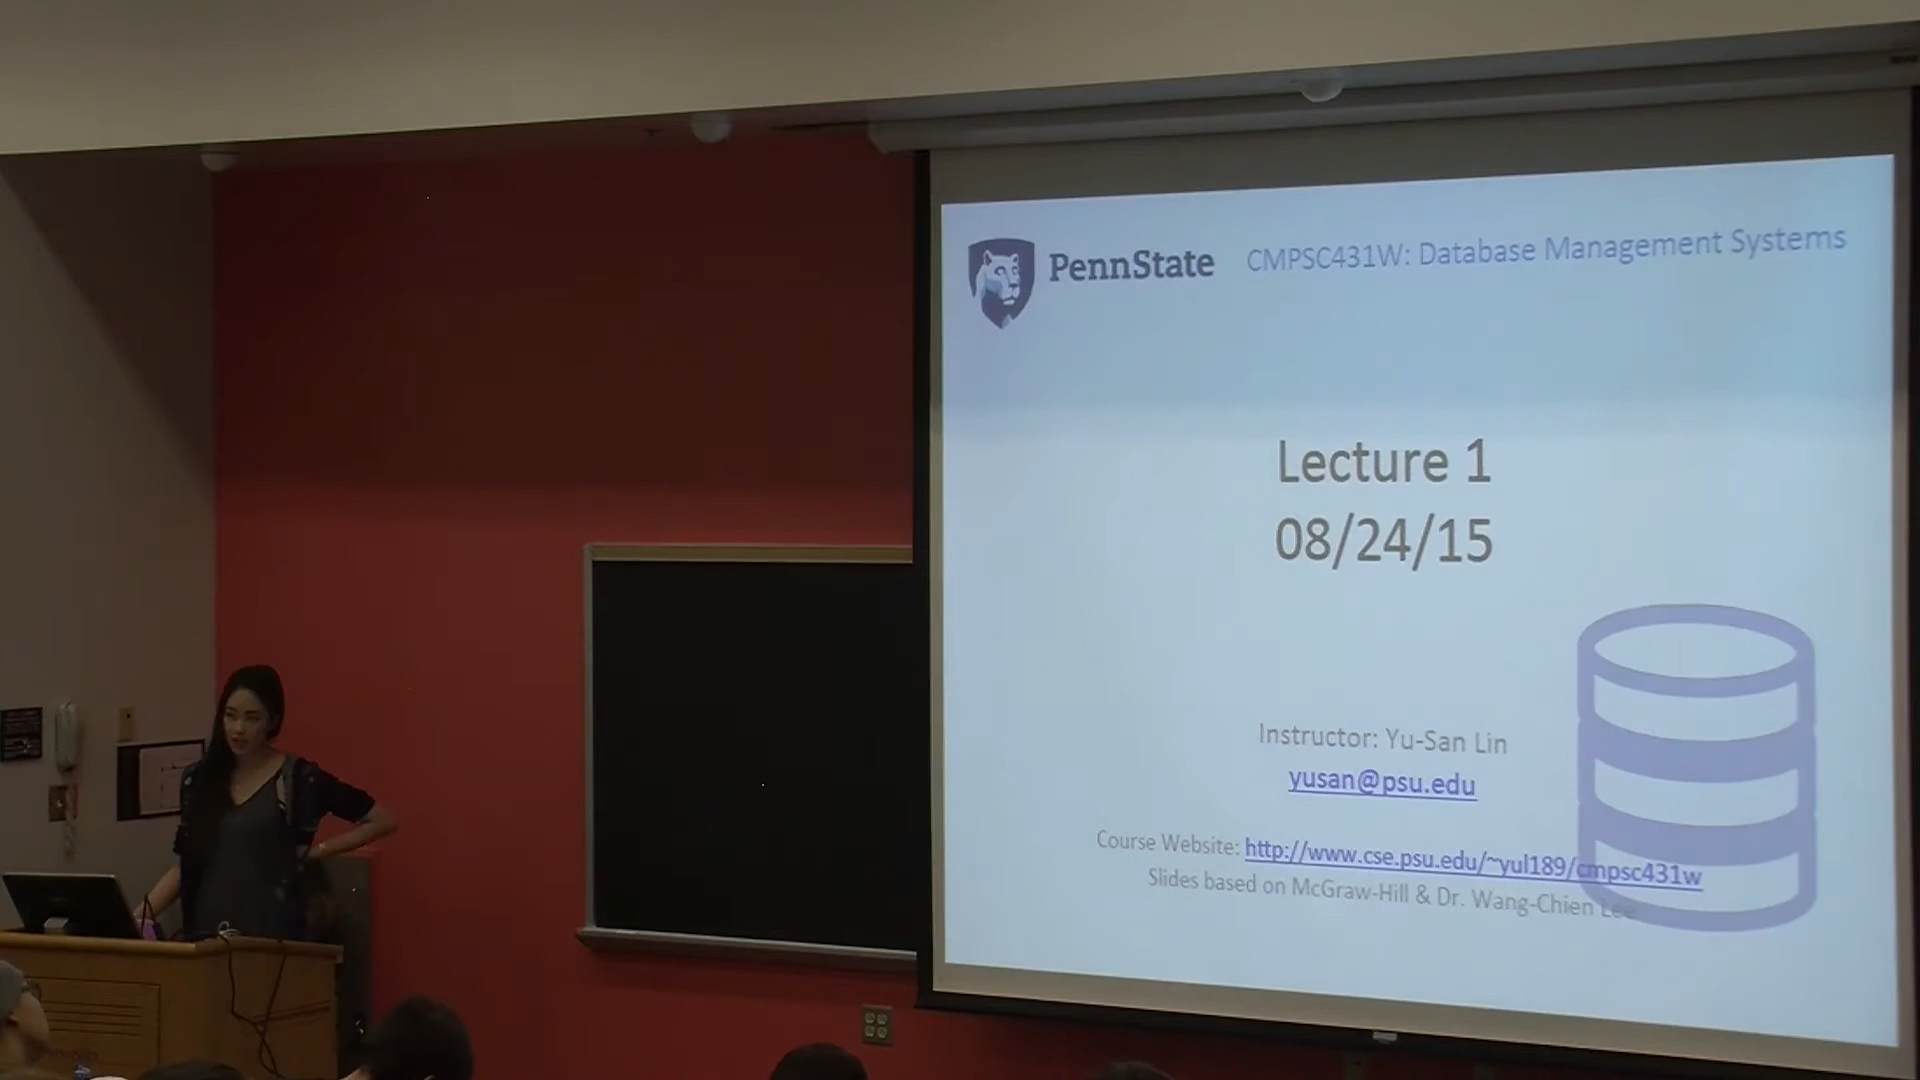 PennState
CMPSC431W: Database Management Systems
Lecture 1
08/24/15
Instructor: Yu-San Lin
yusan@psu.edu
Course Website: http://www.cse.psu.edu/~yul189/cmpsc431w
Slides based on McGraw-Hill & Dr. Wang-Chien Lee